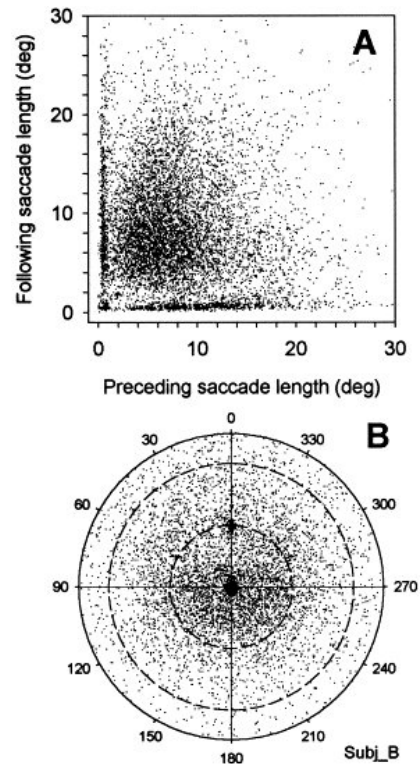 A
30
20
10
0
Following saccade length (deg)
0 10 20 30
Preceding saccade length (deg)
B
0
30 330
60 300
90 270
120 240
150 210
180
Subj_B